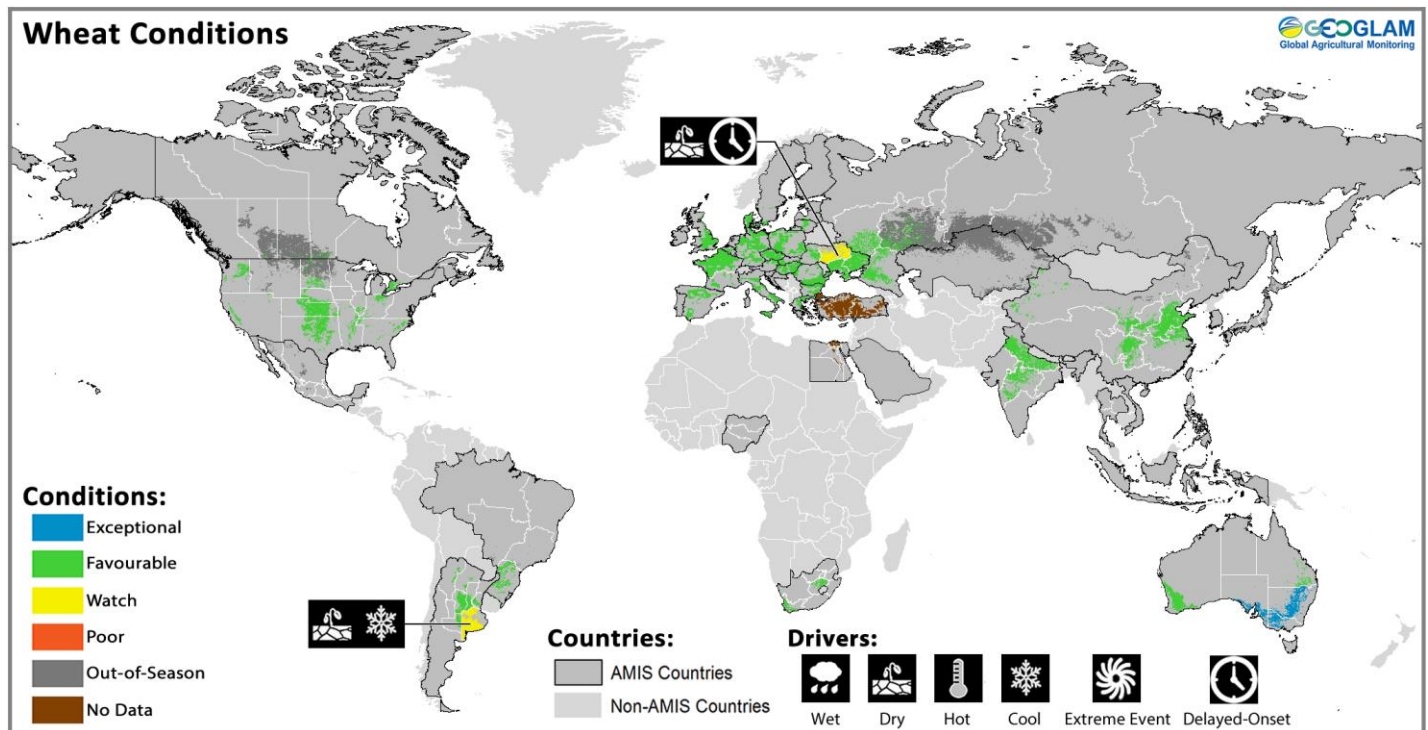 Wheat Conditions
GEOGLAM
Global Agricultural Monitoring
Conditions:
Exceptional
Favourable
Watch
Poor
Out-of-Season
No Data
Countries:
AMIS Countries
Non-AMIS Countries
Drivers:
Wet
Dry
Hot
Cool
Extreme Event
Delayed-Onset